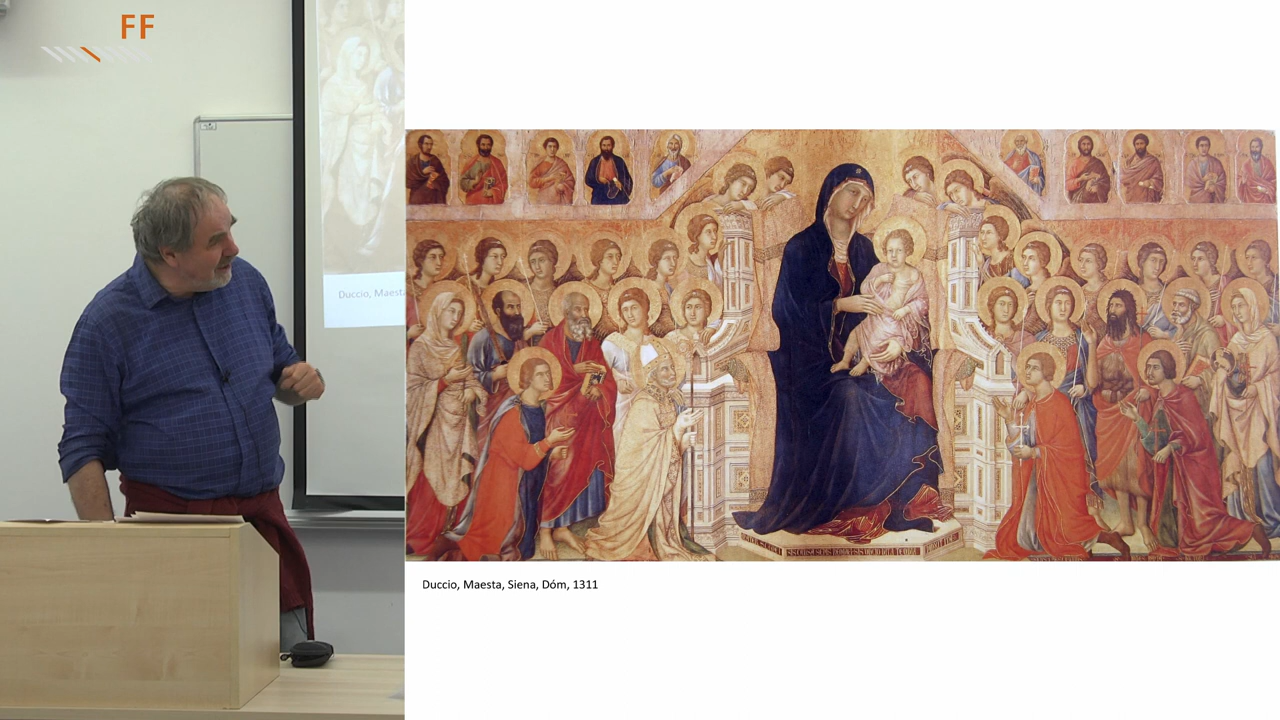 FF
Duccio, Maesta
Duccio, Maesta, Siena, Dóm, 1311